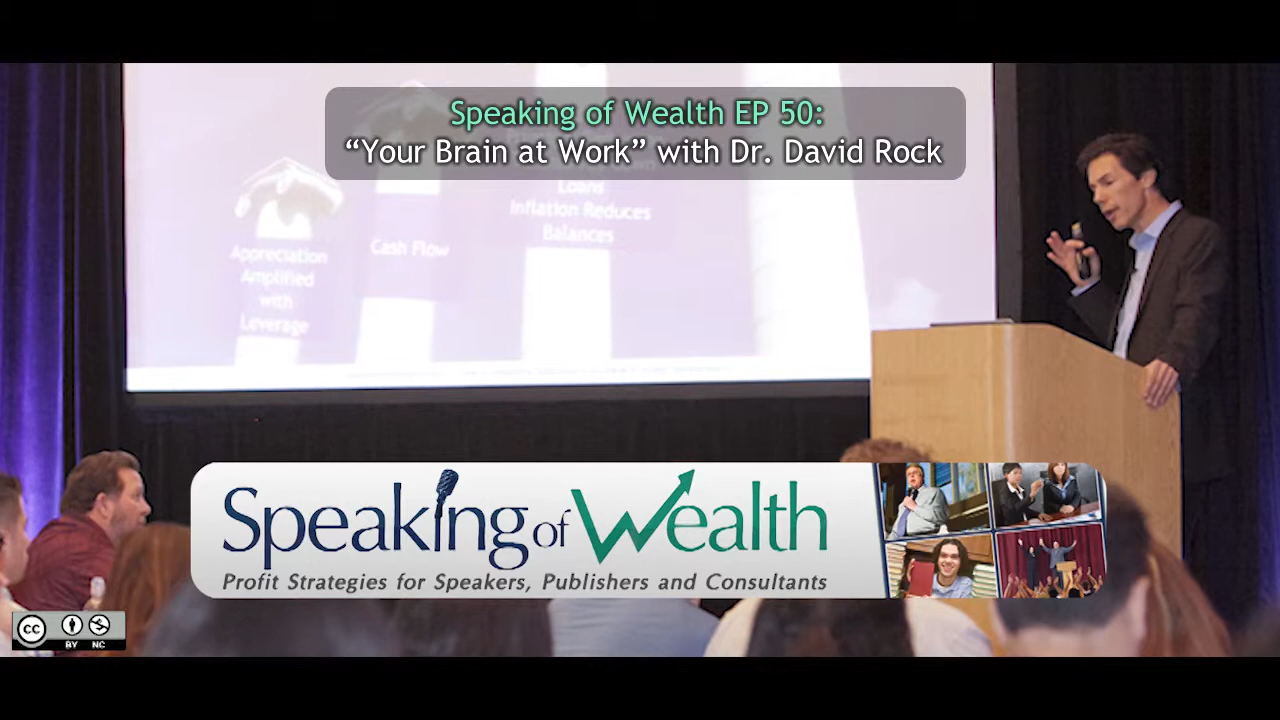 Speaking of Wealth EP 50:
“Your Brain at Work” with Dr. David Rock
Loans
Inflation Reduces
Balances
Cash Flow
Appreciation
Amplified
with
Leverage
Speaking of Wealth
Profit Strategies for Speakers, Publishers and Consultants
cc
BY NC